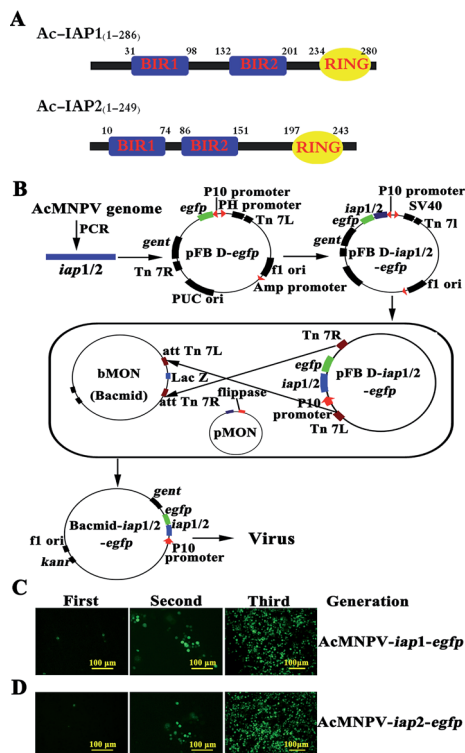 A
Ac-IAP1(1-286)
31 98 132 201 234 280
BIR1 BIR2 RING
Ac-IAP2(1-249)
10 74 86 151 197 243
BIR1 BIR2 RING
B
AcMNPV genome
PCR
iap1/2
P10 promoter
egfp
PH promoter
Tn 7L
gent
Tn 7R
pFB D-egfp
f1 ori
PUC ori
Amp promoter
P10 promoter
iap1/2
SV40
egfp
Tn 7l
gent
pFB D-iap1/2
-egfp
f1 ori
Tn 7R
att Tn 7L
bMON
(Bacmid)
Lac Z
att Tn 7R
egfp
iap1/2
pFB D-iap1/2
-egfp
flippase
P10
promoter
pMON
Tn 7L
gent
egfp
Bacmid-iap1/2
-egfp
iap1/2
f1 ori
P10
promoter
kanr
Virus
C
First Second Third Generation
100 µm 100 µm 100 µm
AcMNPV-iap1-egfp
D
100 µm 100 µm 100 µm
AcMNPV-iap2-egfp